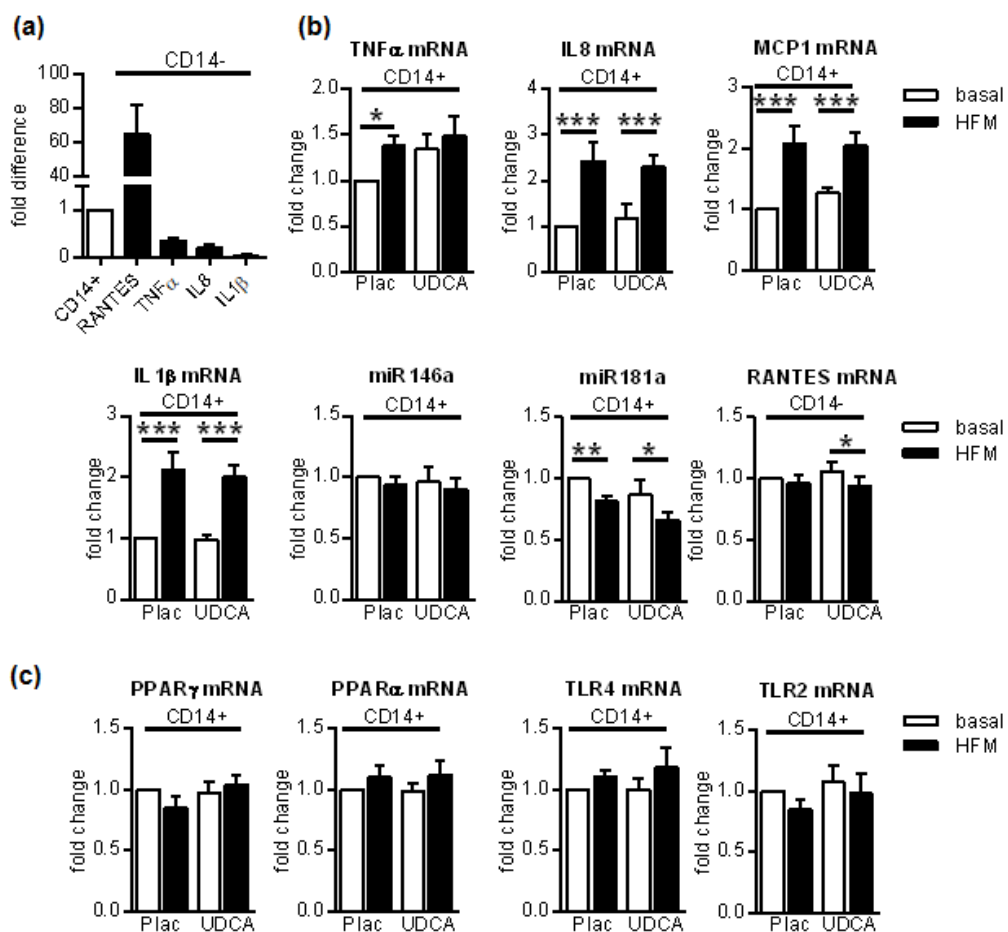 (a)
CD14-
fold difference
100
80
60
40
1
0
CD14+
RANTES
TNFα
IL8
IL1β
(b)
TNFα mRNA
CD14+
*
fold change
2.0
1.5
1.0
0.5
0.0
Plac UDCA
IL8 mRNA
CD14+
*** ***
fold change
4
3
2
1
0
Plac UDCA
MCP1 mRNA
CD14+
*** ***
fold change
3
2
1
0
Plac UDCA
basal
HFM
IL 1β mRNA
CD14+
*** ***
fold change
3
2
1
0
Plac UDCA
miR146a
CD14+
fold change
1.5
1.0
0.5
0.0
Plac UDCA
miR181a
CD14+
** *
fold change
1.5
1.0
0.5
0.0
Plac UDCA
RANTES mRNA
CD14-
*
fold change
1.5
1.0
0.5
0.0
Plac UDCA
basal
HFM
(c)
PPARγ mRNA
CD14+
fold change
1.5
1.0
0.5
0.0
Plac UDCA
PPARα mRNA
CD14+
fold change
1.5
1.0
0.5
0.0
Plac UDCA
TLR4 mRNA
CD14+
fold change
1.5
1.0
0.5
0.0
Plac UDCA
TLR2 mRNA
CD14+
fold change
1.5
1.0
0.5
0.0
Plac UDCA
basal
HFM